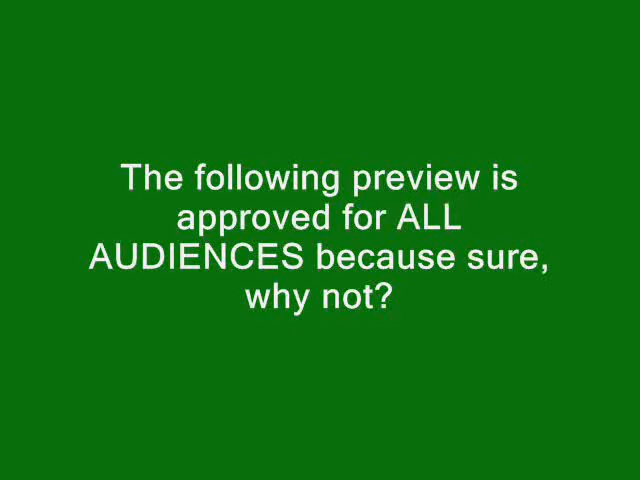 The following preview is
approved for ALL
AUDIENCES because sure,
why not?